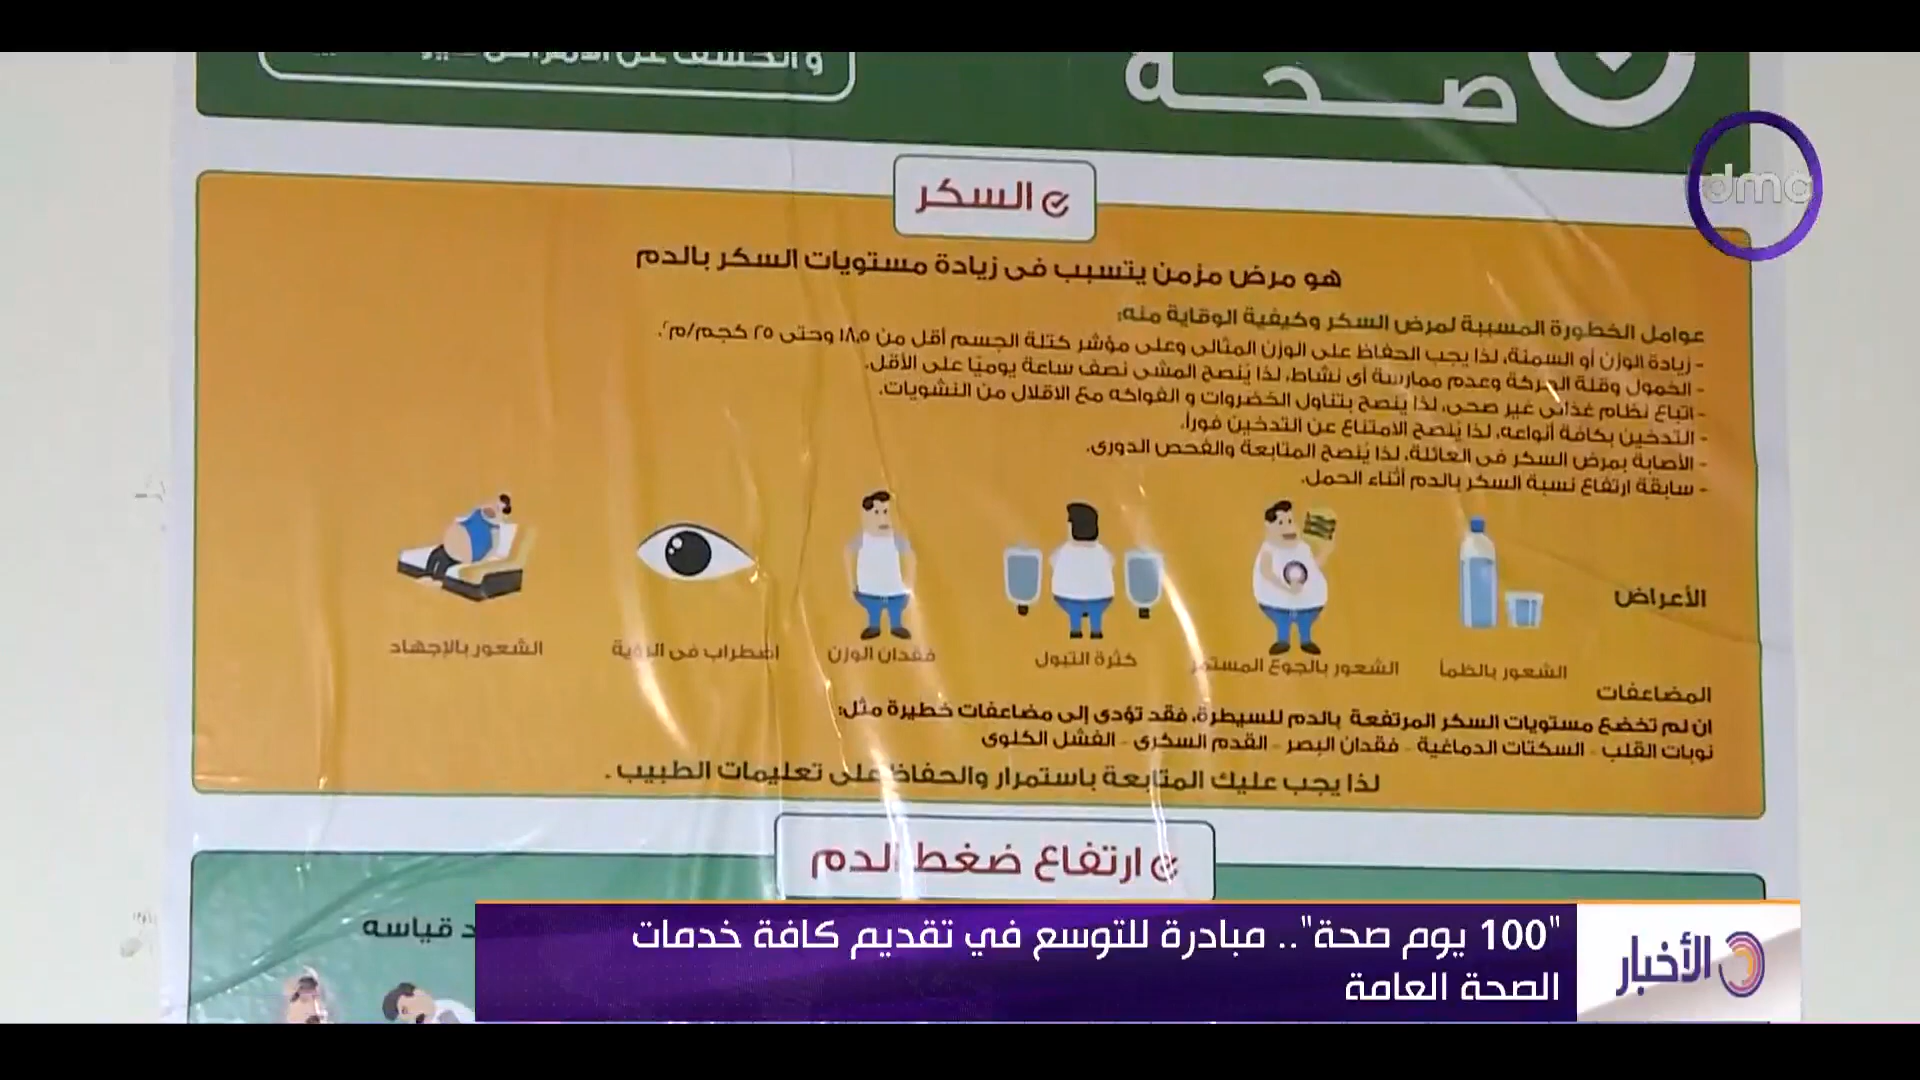 صحة
dmc
السكر
هو مرض مزمن يتسبب فى زيادة مستويات السكر بالدم
عوامل الخطورة المسببة لمرض السكر وكيفية الوقاية منه:
- زيادة الوزن أو السمنة، لذا يجب الحفاظ على الوزن المثالى وعلى مؤشر كتلة الجسم أقل من ١٨,٥ وحتى ٢٥ كجم/م٢.
- الخمول وقلة الحركة وعدم ممارسة أى نشاط، لذا يُنصح المشى نصف ساعة يوميًا على الأقل.
- اتباع نظام غذائى غير صحى، لذا يُنصح بتناول الخضروات و الفواكه مع الاقلال من النشويات.
- التدخين بكافة أنواعه، لذا يُنصح الامتناع عن التدخين فوراً.
- الأصابة بمرض السكر فى العائلة، لذا يُنصح المتابعة والفحص الدورى.
- سابقة ارتفاع نسبة السكر بالدم أثناء الحمل.
الأعراض
الشعور بالظمأ
الشعور بالجوع المستمر
كثرة التبول
فقدان الوزن
اضطراب فى الرؤية
الشعور بالإجهاد
المضاعفات
ان لم تخضع مستويات السكر المرتفعة بالدم للسيطرة، فقد تؤدى إلى مضاعفات خطيرة مثل:
نوبات القلب - السكتات الدماغية - فقدان البصر - القدم السكرى - الفشل الكلوى
لذا يجب عليك المتابعة باستمرار والحفاظ على تعليمات الطبيب .
ارتفاع ضغط الدم
قياسه
الأخبار
"100 يوم صحة".. مبادرة للتوسع في تقديم كافة خدمات
الصحة العامة